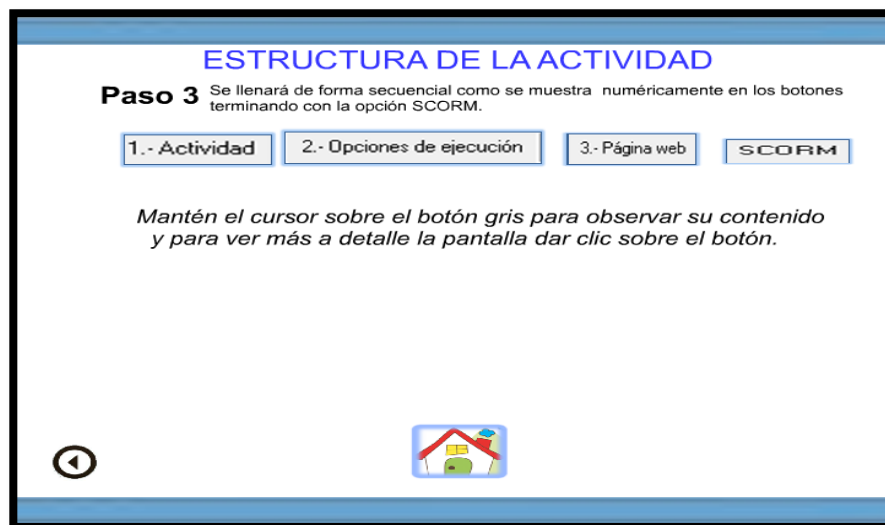 ESTRUCTURA DE LA ACTIVIDAD
Paso 3 Se llenará de forma secuencial como se muestra numéricamente en los botones
terminando con la opción SCORM.
1.- Actividad 2.- Opciones de ejecución 3.- Página web SCORM
Mantén el cursor sobre el botón gris para observar su contenido
y para ver más a detalle la pantalla dar clic sobre el botón.